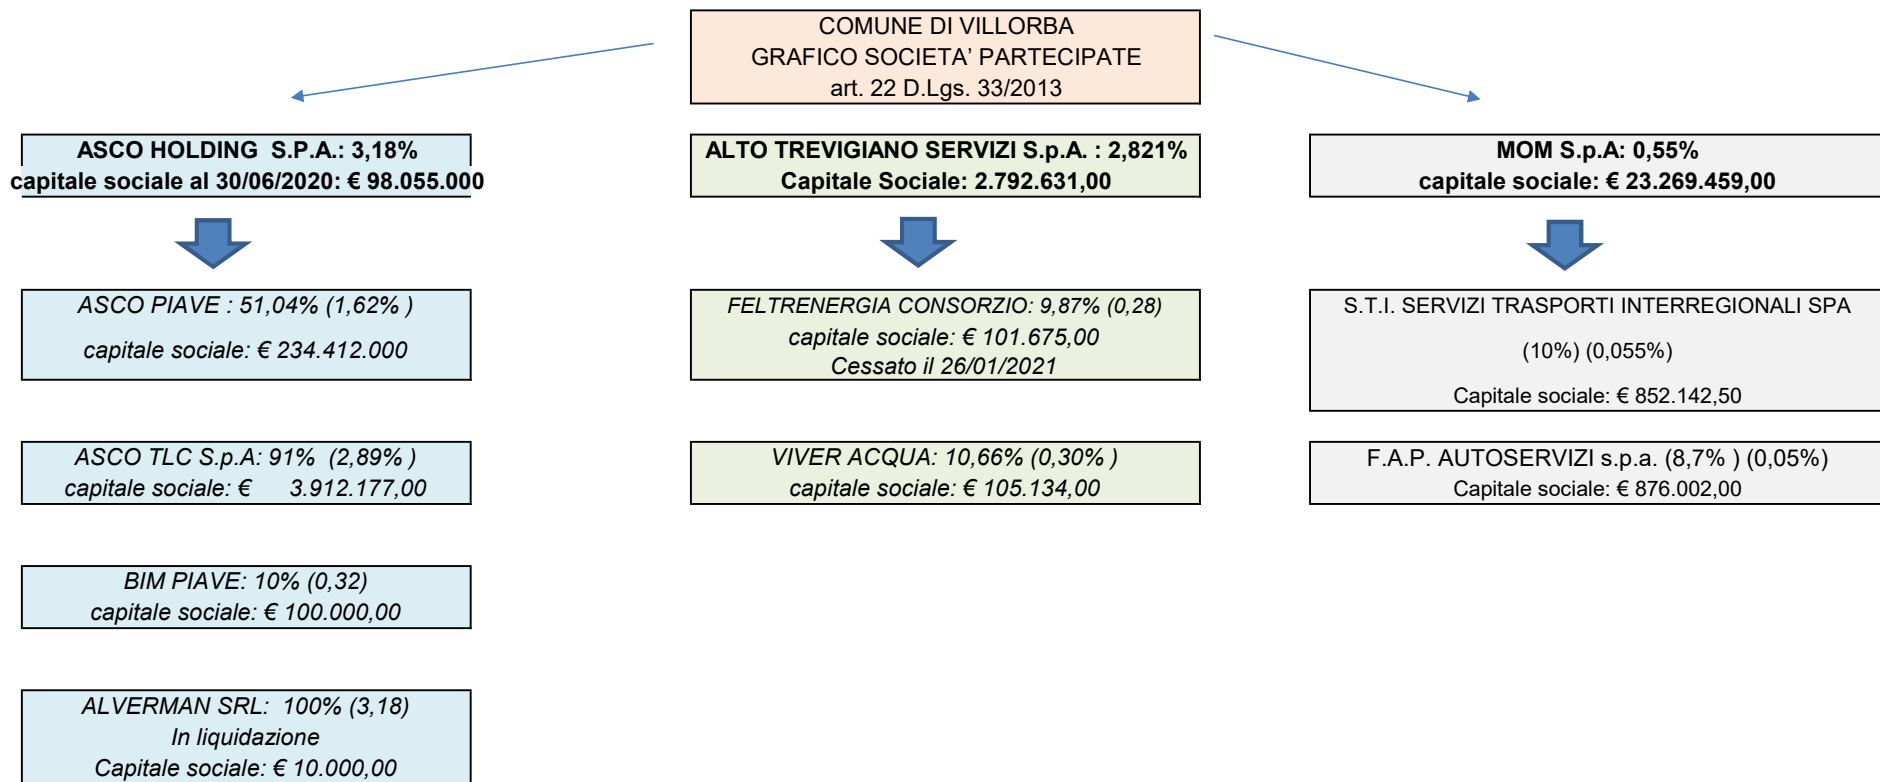 COMUNE DI VILLORBA
GRAFICO SOCIETA' PARTECIPATE
art. 22 D.Lgs. 33/2013
ASCO HOLDING S.P.A.: 3,18%
capitale sociale al 30/06/2020: € 98.055.000
ALTO TREVIGIANO SERVIZI S.p.A. : 2,821%
Capitale Sociale: 2.792.631,00
MOM S.p.A: 0,55%
capitale sociale: € 23.269.459,00
ASCO PIAVE : 51,04% (1,62% )
capitale sociale: € 234.412.000
FELTRENERGIA CONSORZIO: 9,87% (0,28)
capitale sociale: € 101.675,00
Cessato il 26/01/2021
S.T.I. SERVIZI TRASPORTI INTERREGIONALI SPA
(10%) (0,055%)
Capitale sociale: € 852.142,50
ASCO TLC S.p.A: 91% (2,89% )
capitale sociale: € 3.912.177,00
VIVER ACQUA: 10,66% (0,30% )
capitale sociale: € 105.134,00
F.A.P. AUTOSERVIZI s.p.a. (8,7% ) (0,05%)
Capitale sociale: € 876.002,00
BIM PIAVE: 10% (0,32)
capitale sociale: € 100.000,00
ALVERMAN SRL: 100% (3,18)
In liquidazione
Capitale sociale: € 10.000,00